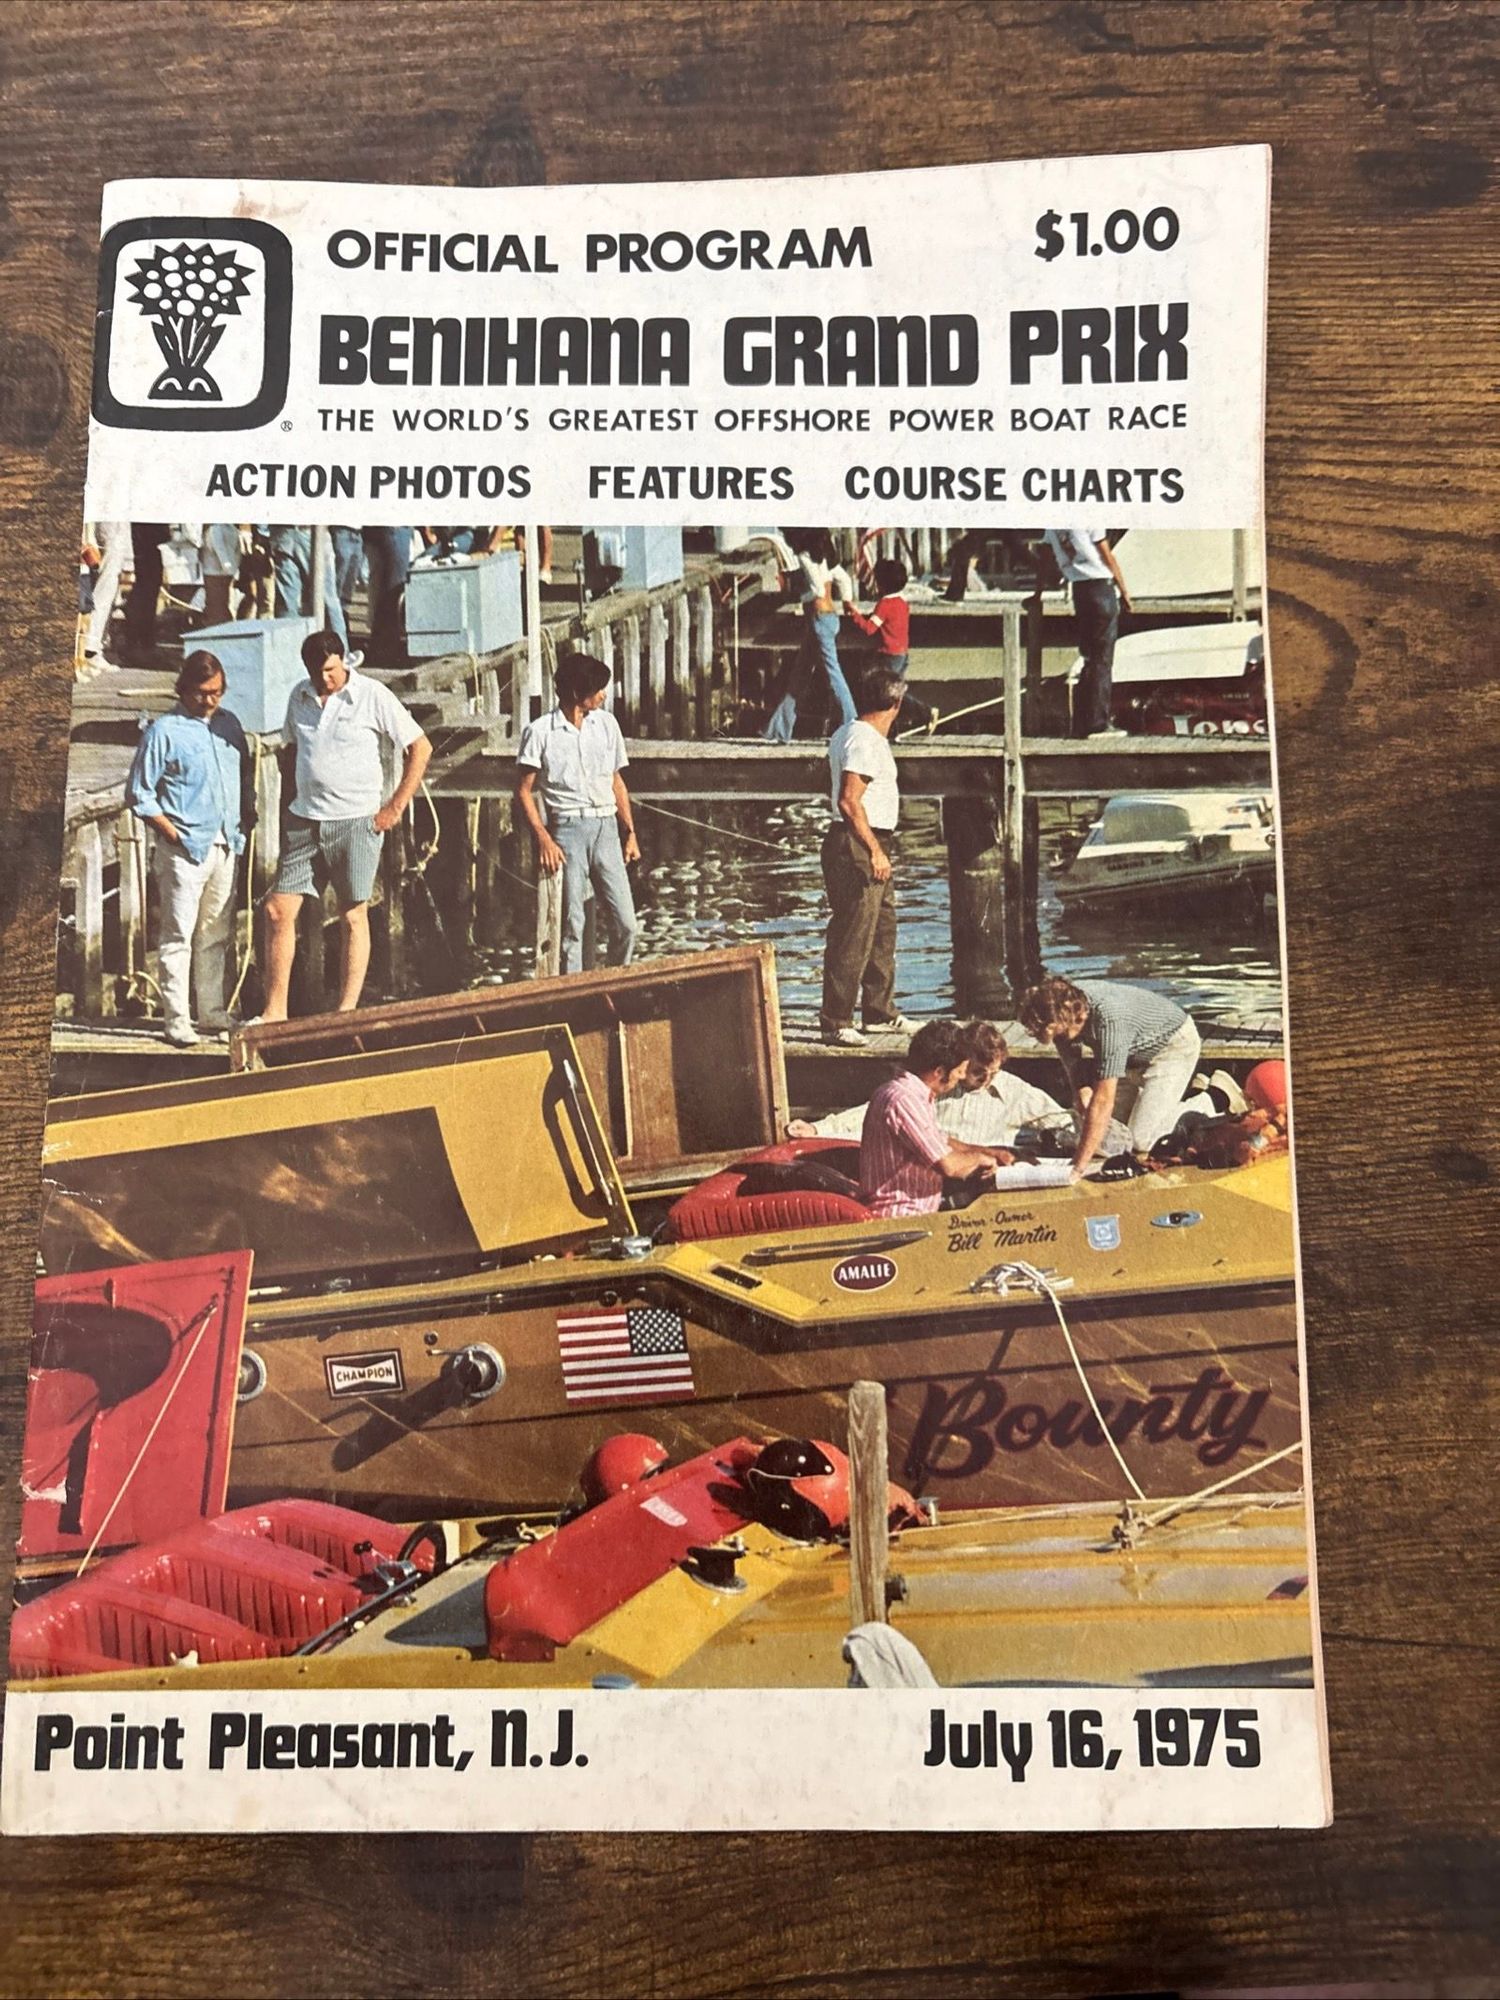 OFFICIAL PROGRAM $1.00
BENIHANA GRAND PRIX
® THE WORLD'S GREATEST OFFSHORE POWER BOAT RACE
ACTION PHOTOS FEATURES COURSE CHARTS
Driver-Owner
Bill Martin
AMALIE
CHAMPION
Bounty
Point Pleasant, N.J. July 16, 1975